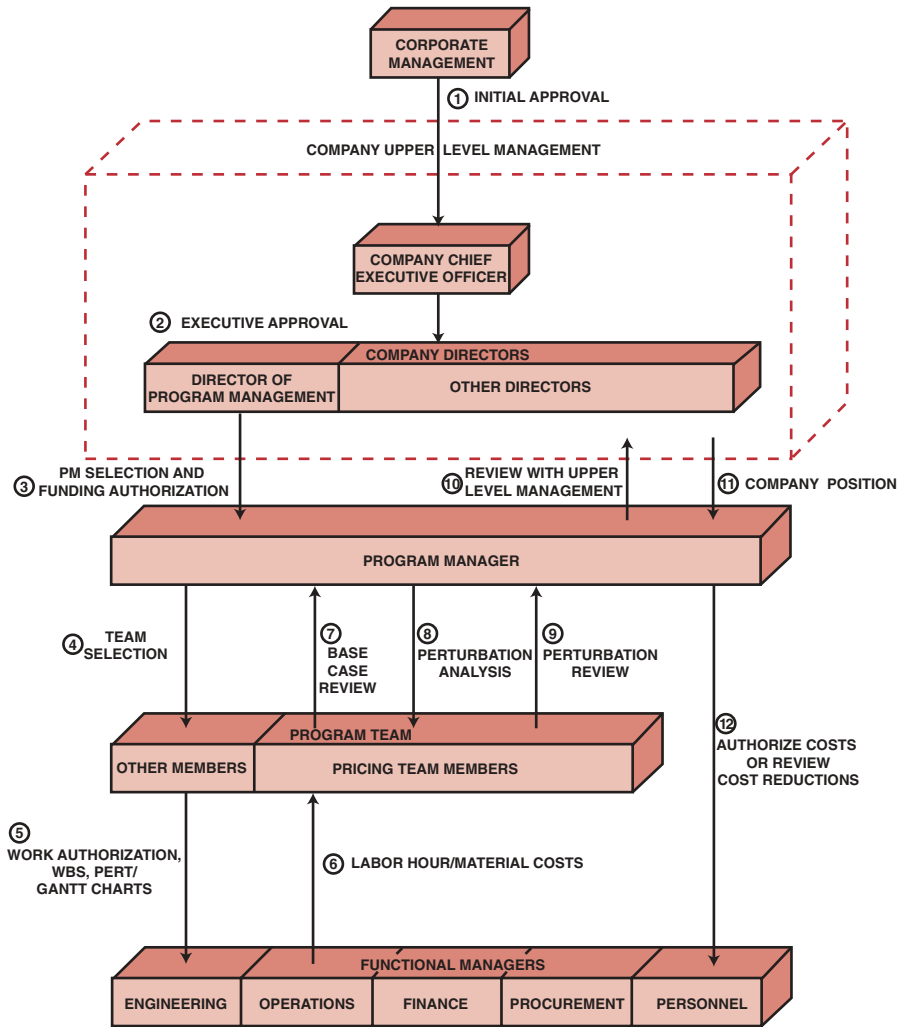 CORPORATE
MANAGEMENT
1 INITIAL APPROVAL
COMPANY UPPER LEVEL MANAGEMENT
COMPANY CHIEF
EXECUTIVE OFFICER
2 EXECUTIVE APPROVAL
COMPANY DIRECTORS
DIRECTOR OF
PROGRAM MANAGEMENT
OTHER DIRECTORS
3 PM SELECTION AND
FUNDING AUTHORIZATION
10 REVIEW WITH UPPER
LEVEL MANAGEMENT
11 COMPANY POSITION
PROGRAM MANAGER
4 TEAM
SELECTION
7
BASE
CASE
REVIEW
8
PERTURBATION
ANALYSIS
9
PERTURBATION
REVIEW
12
AUTHORIZE COSTS
OR REVIEW
COST REDUCTIONS
PROGRAM TEAM
OTHER MEMBERS
PRICING TEAM MEMBERS
5
WORK AUTHORIZATION,
WBS, PERT/
GANTT CHARTS
6 LABOR HOUR/MATERIAL COSTS
FUNCTIONAL MANAGERS
ENGINEERING
OPERATIONS
FINANCE
PROCUREMENT
PERSONNEL